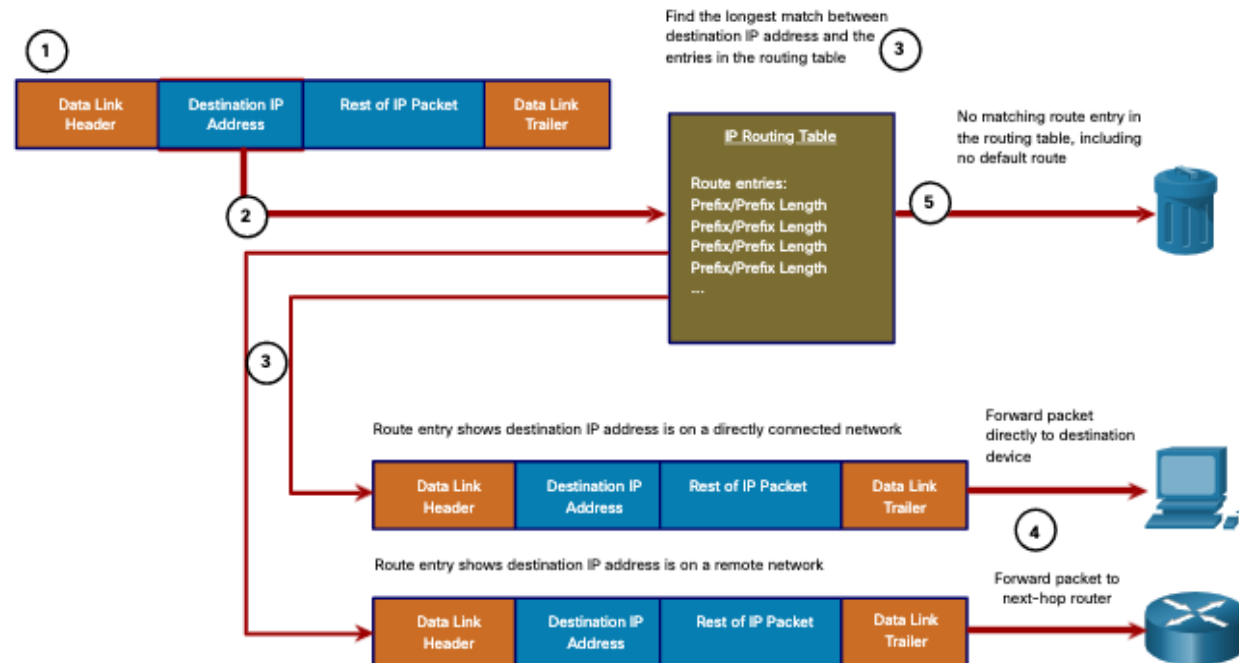 1
Data Link
Header
Destination IP
Address
Rest of IP Packet
Data Link
Trailer
2
Find the longest match between
destination IP address and the
entries in the routing table
3
IP Routing Table
Route entries:
Prefix/Prefix Length
Prefix/Prefix Length
Prefix/Prefix Length
Prefix/Prefix Length
....
No matching route entry in
the routing table, including
no default route
5
3
Route entry shows destination IP address is on a directly connected network
Data Link
Header
Destination IP
Address
Rest of IP Packet
Data Link
Trailer
Forward packet
directly to destination
device
4
Route entry shows destination IP address is on a remote network
Data Link
Header
Destination IP
Address
Rest of IP Packet
Data Link
Trailer
Forward packet to
next-hop router